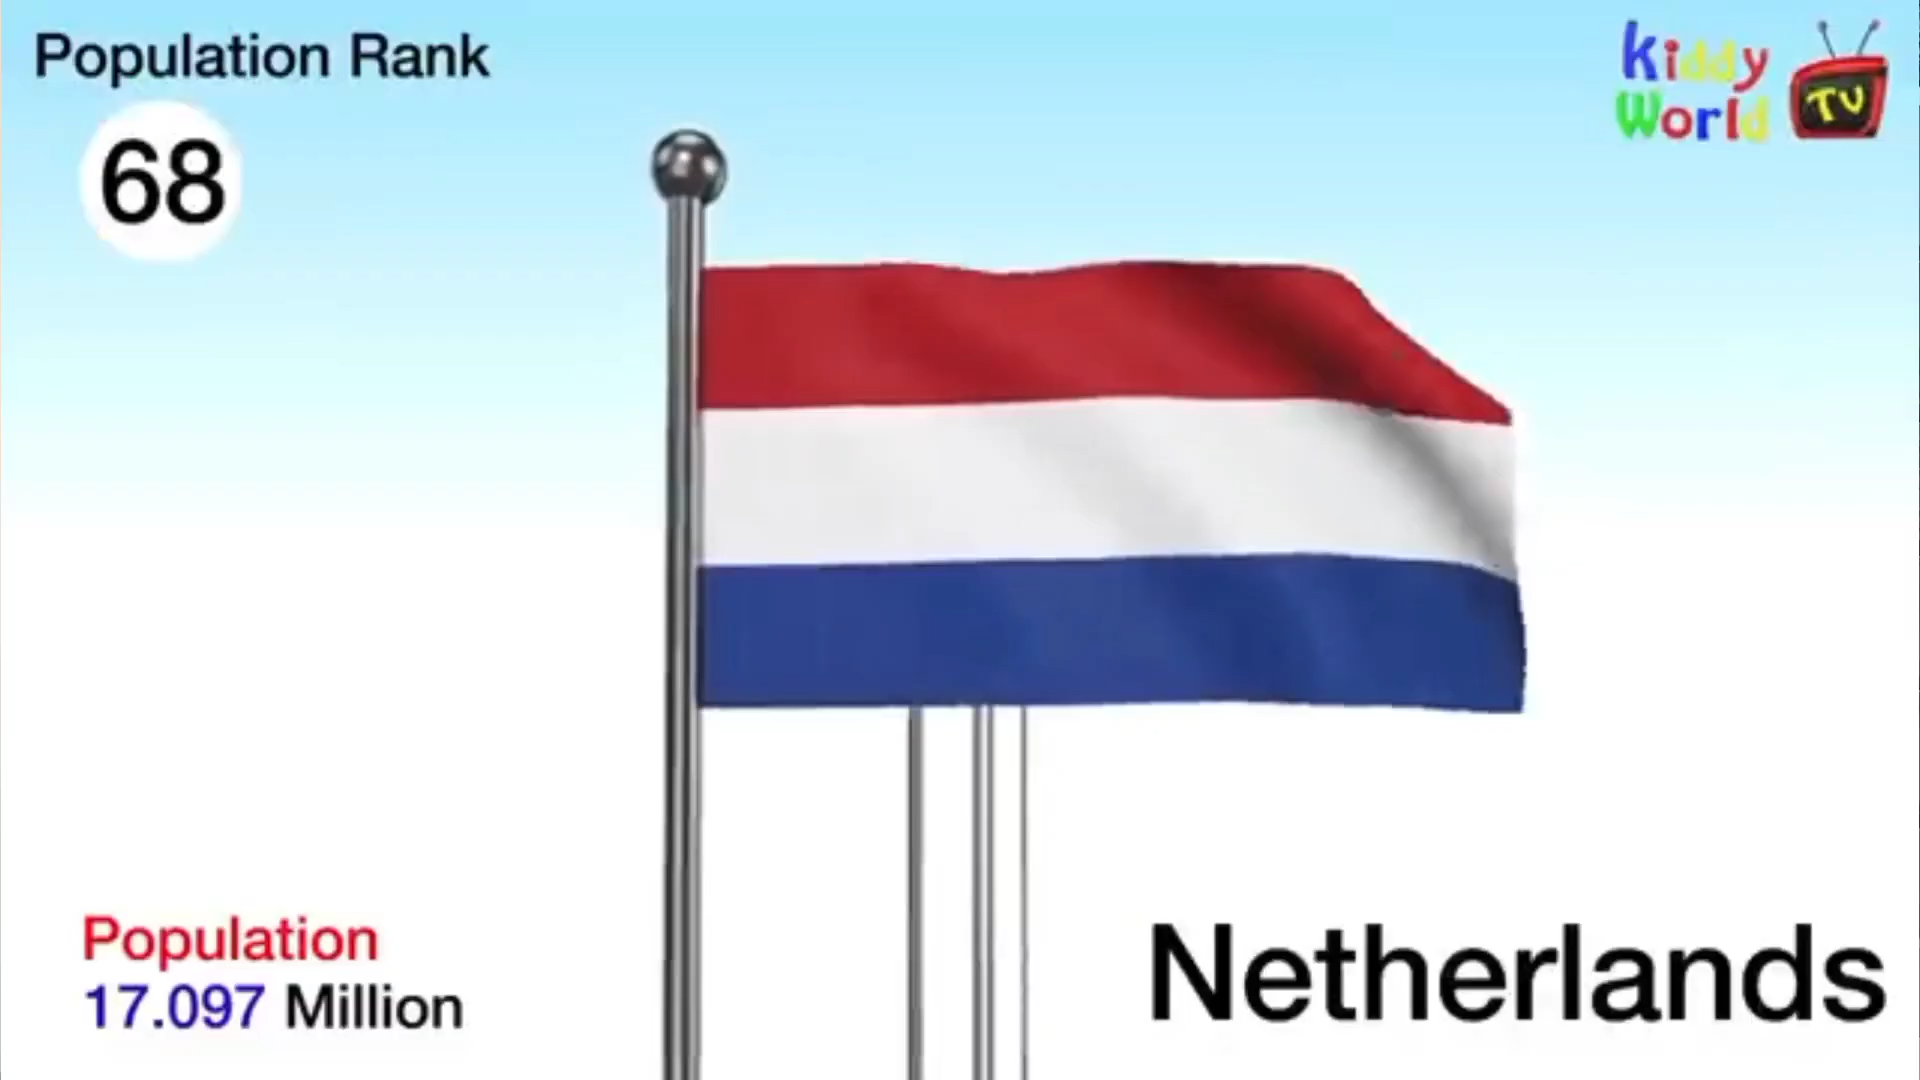 Population Rank
68
kiddy
World
TV
Population
17.097 Million
Netherlands